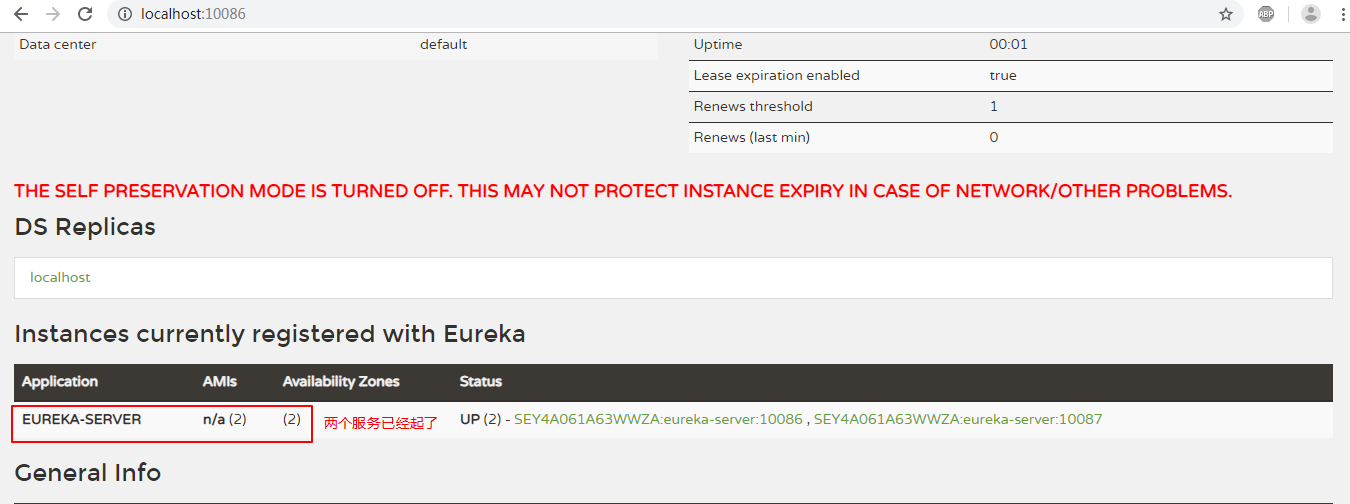 localhost:10086
ABP
Data center default
Uptime 00:01
Lease expiration enabled true
Renews threshold 1
Renews (last min) 0
THE SELF PRESERVATION MODE IS TURNED OFF. THIS MAY NOT PROTECT INSTANCE EXPIRY IN CASE OF NETWORK/OTHER PROBLEMS.
DS Replicas
localhost
Instances currently registered with Eureka
Application AMIs Availability Zones Status
EUREKA-SERVER n/a (2) (2) 两个服务已经起了 UP (2) - SEY4A061A63WWZA:eureka-server:10086 , SEY4A061A63WWZA:eureka-server:10087
General Info